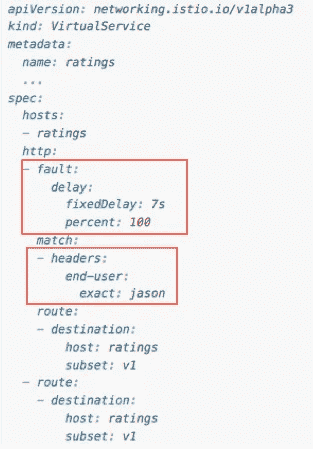 apiVersion: networking.istio.io/v1alpha3
kind: VirtualService
metadata:
  name: ratings
  ...
spec:
  hosts:
  - ratings
  http:
  - fault:
      delay:
        fixedDelay: 7s
        percent: 100
    match:
    - headers:
        end-user:
          exact: jason
    route:
    - destination:
        host: ratings
        subset: v1
  - route:
    - destination:
        host: ratings
        subset: v1